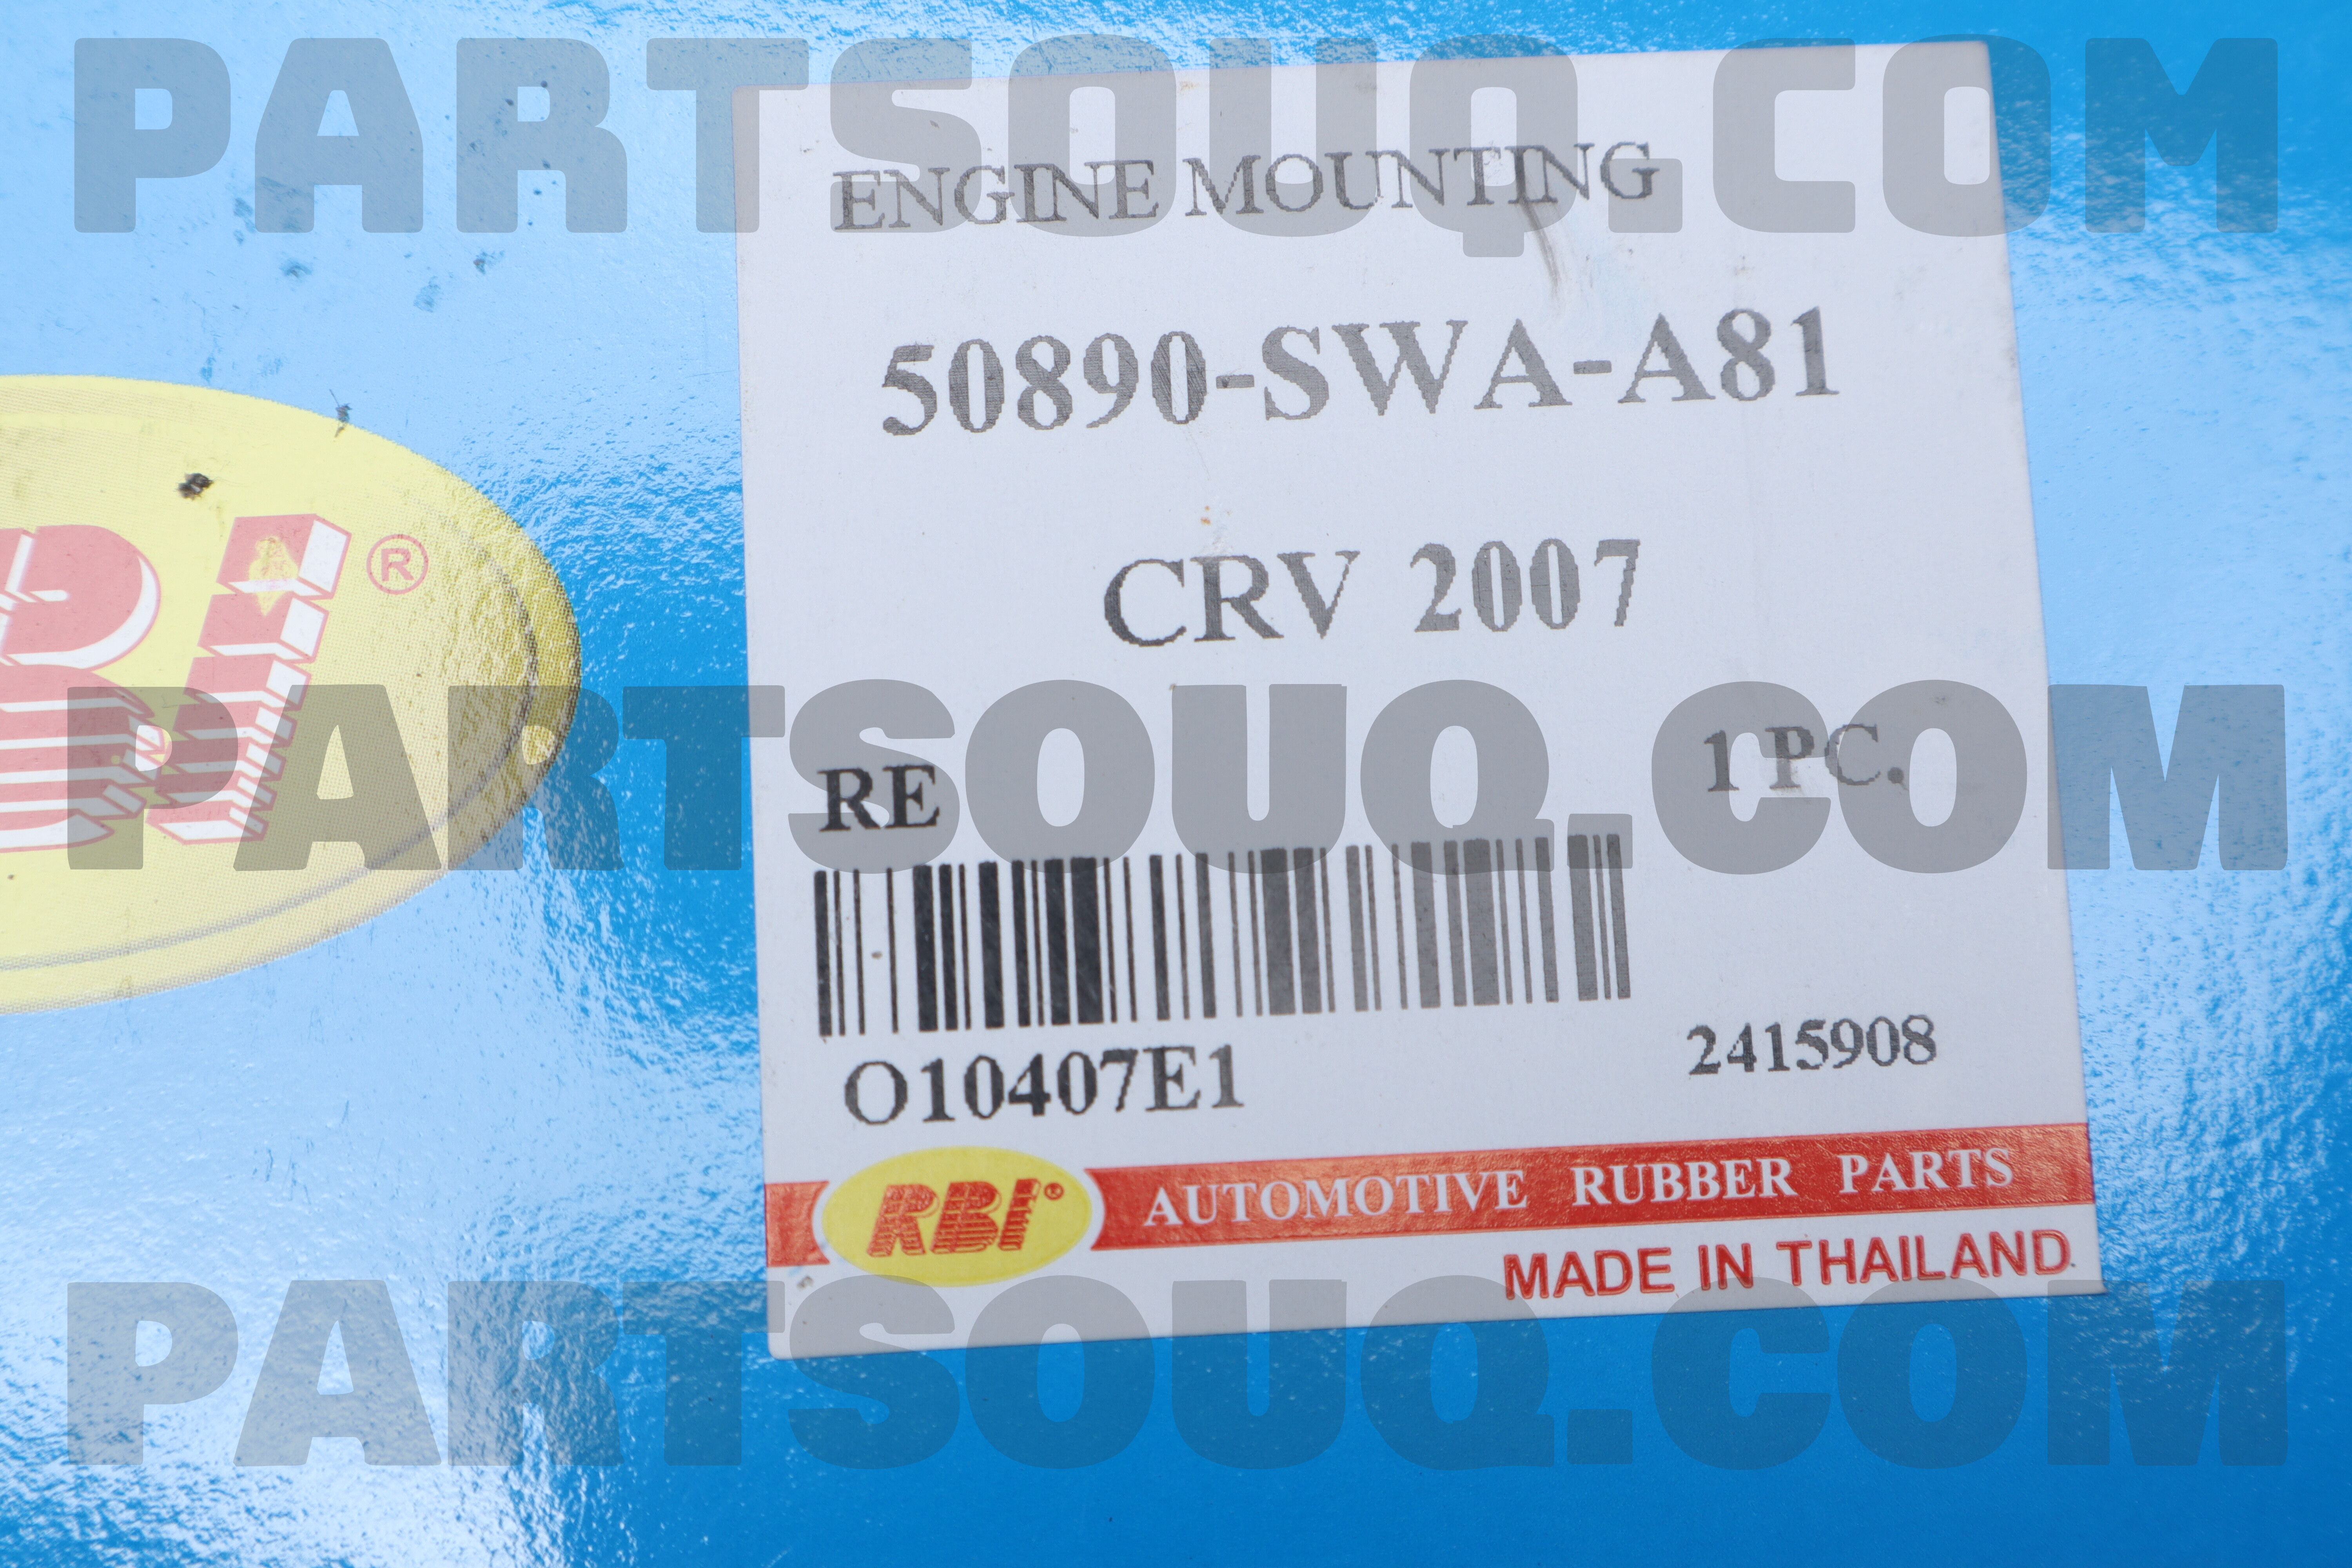 PARTSOUQ.COM
ENGINE MOUNTING
50890-SWA-A81
CRV 2007
BI®
PARTSOUQ.COM
RE
1 PC.
O10407E1
2415908
RBI® AUTOMOTIVE RUBBER PARTS
MADE IN THAILAND
PARTSOUQ.COM